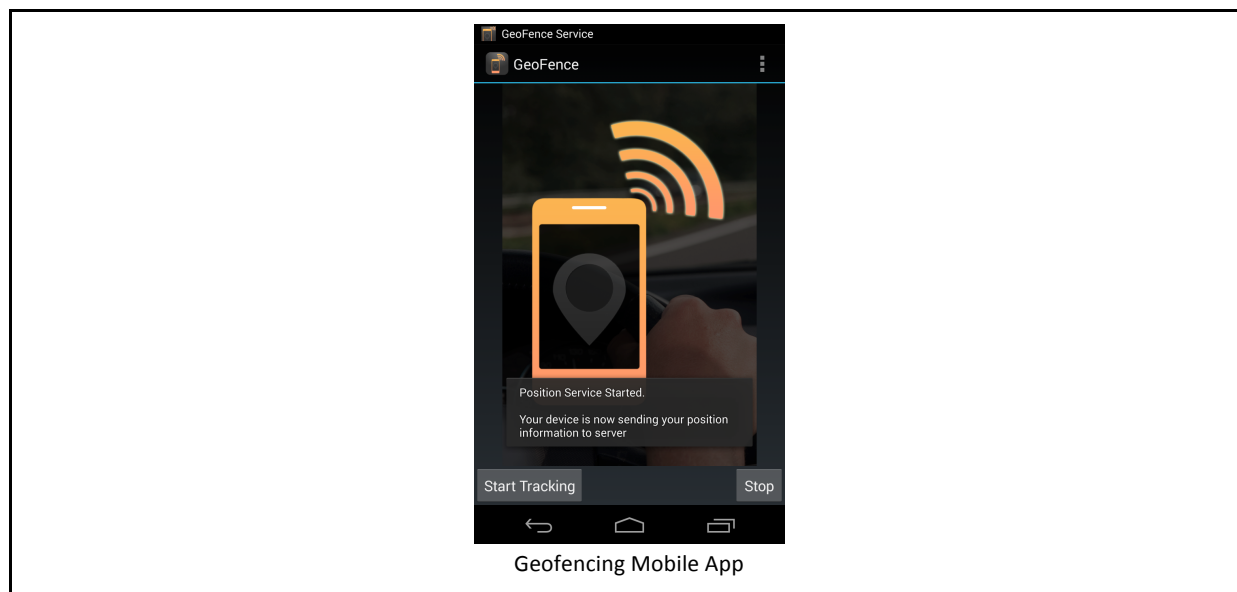 GeoFence Service
GeoFence
Position Service Started.
Your device is now sending your position
information to server
Start Tracking
Stop
Geofencing Mobile App